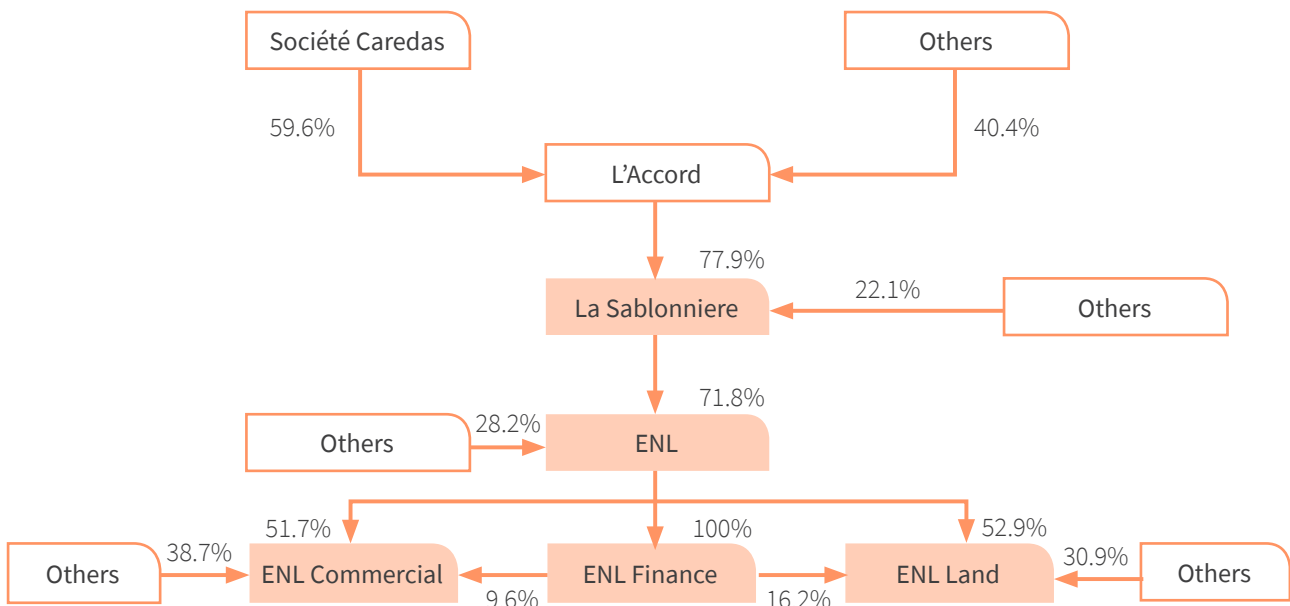 Société Caredas
Others
59.6%
40.4%
L'Accord
77.9%
La Sablonniere
22.1%
Others
71.8%
Others
28.2%
ENL
51.7%
100%
52.9%
Others
38.7%
ENL Commercial
ENL Finance
ENL Land
30.9%
Others
9.6%
16.2%